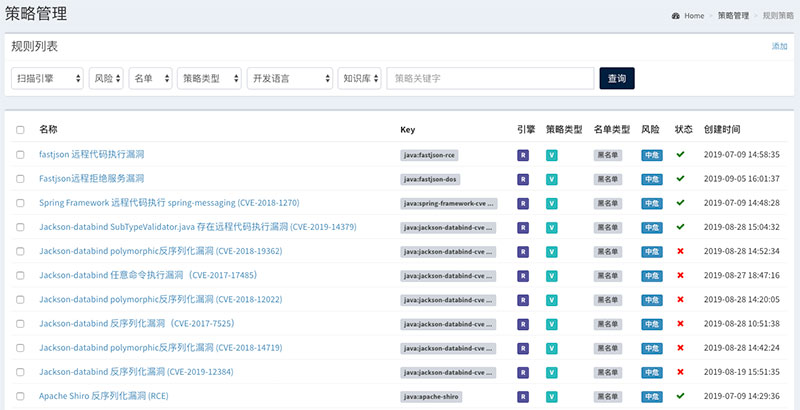 策略管理
Home > 策略管理 > 规则策略
规则列表 添加
扫描引擎 风险 名单 策略类型 开发语言 知识库 策略关键字 查询
名称 Key 引擎 策略类型 名单类型 风险 状态 创建时间
fastjson 远程代码执行漏洞 java:fastjson-rce R V 黑名单 中危 2019-07-09 14:58:35
Fastjson远程拒绝服务漏洞 java:fastjson-dos R V 黑名单 中危 2019-09-05 16:01:37
Spring Framework 远程代码执行 spring-messaging (CVE-2018-1270) java:spring-framework-cve ... R V 黑名单 中危 2019-07-09 14:48:28
Jackson-databind SubTypeValidator.java 存在远程代码执行漏洞 (CVE-2019-14379) java:jackson-databind-cve ... R V 黑名单 中危 2019-08-28 15:04:32
Jackson-databind polymorphic反序列化漏洞 (CVE-2018-19362) java:jackson-databind-cve ... R V 黑名单 中危 2019-08-28 14:52:34
Jackson-databind 任意命令执行漏洞（CVE-2017-17485） java:jackson-databind-cve ... R V 黑名单 中危 2019-08-27 18:47:16
Jackson-databind polymorphic反序列化漏洞 (CVE-2018-12022) java:jackson-databind-cve ... R V 黑名单 中危 2019-08-28 14:20:05
Jackson-databind 反序列化漏洞（CVE-2017-7525） java:jackson-databind-cve ... R V 黑名单 中危 2019-08-28 10:51:38
Jackson-databind polymorphic反序列化漏洞 (CVE-2018-14719) java:jackson-databind-cve ... R V 黑名单 中危 2019-08-28 14:42:24
Jackson-databind 反序列化漏洞 (CVE-2019-12384) java:jackson-databind-cve ... R V 黑名单 中危 2019-08-19 15:51:35
Apache Shiro 反序列化漏洞 (RCE) java:apache-shiro R V 黑名单 中危 2019-07-09 14:29:36